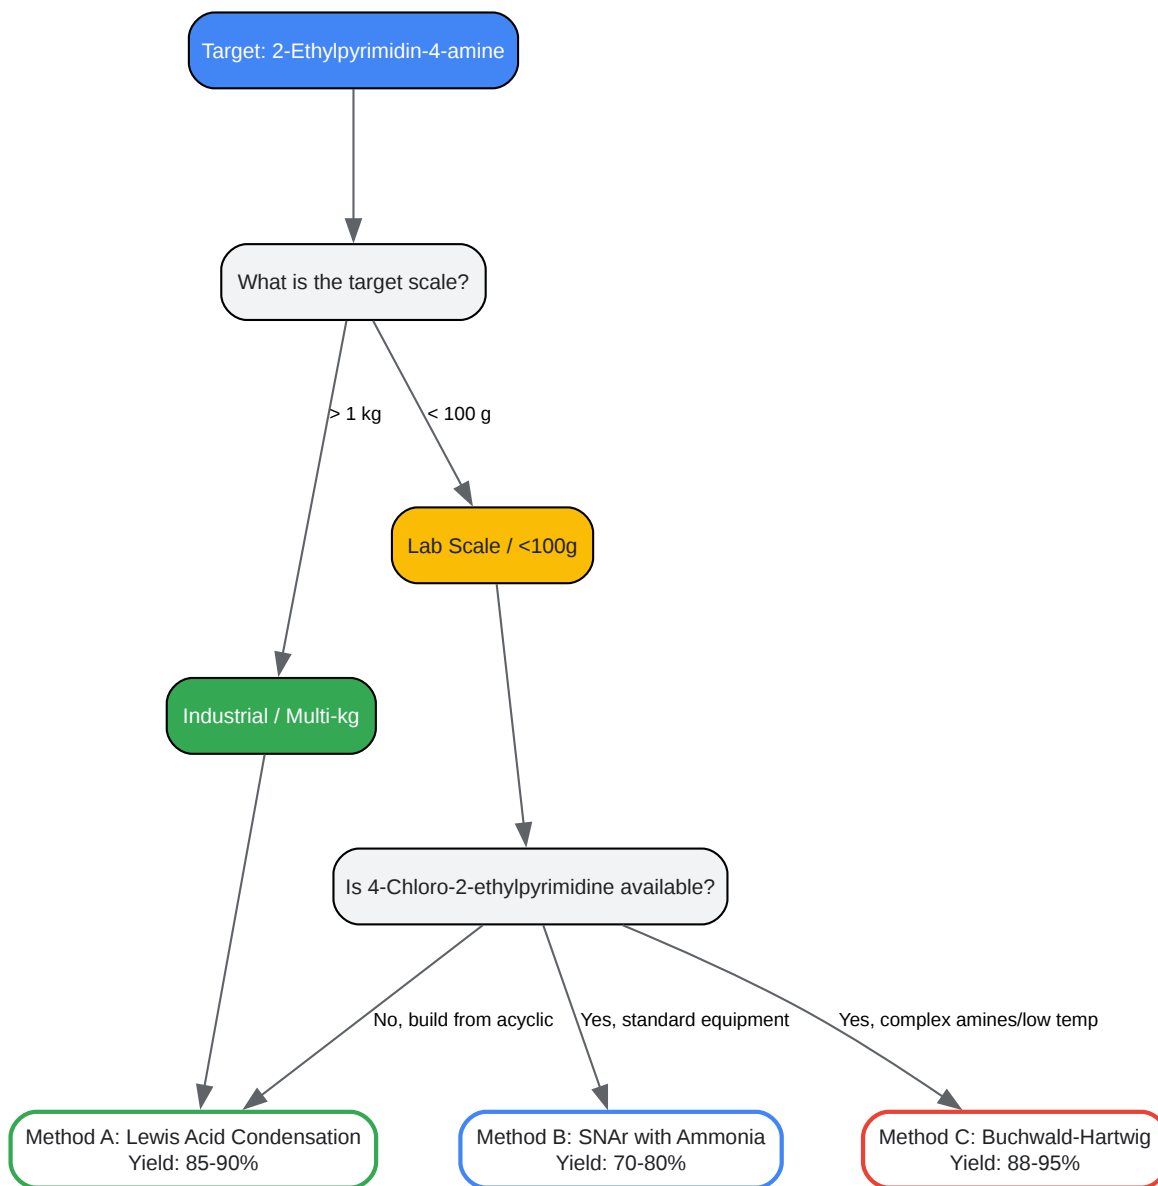 Target: 2-Ethylpyrimidin-4-amine
What is the target scale?
> 1 kg
< 100 g
Lab Scale / <100g
Industrial / Multi-kg
Is 4-Chloro-2-ethylpyrimidine available?
No, build from acyclic
Yes, standard equipment
Yes, complex amines/low temp
Method A: Lewis Acid Condensation
Yield: 85-90%
Method B: SNAr with Ammonia
Yield: 70-80%
Method C: Buchwald-Hartwig
Yield: 88-95%